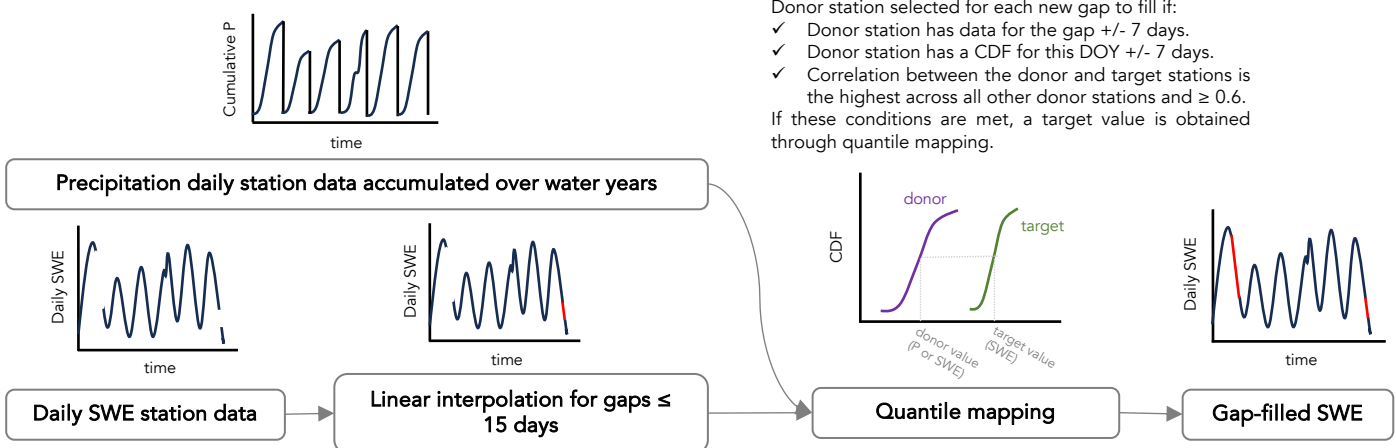 Donor station selected for each new gap to fill if:
✓ Donor station has data for the gap +/- 7 days.
✓ Donor station has a CDF for this DOY +/- 7 days.
✓ Correlation between the donor and target stations is
the highest across all other donor stations and ≥ 0.6.
If these conditions are met, a target value is obtained
through quantile mapping.
Cumulative P
time
Precipitation daily station data accumulated over water years
Daily SWE
time
Daily SWE
time
CDF
donor
target
donor value
(P or SWE)
target value
(SWE)
Daily SWE
time
Daily SWE station data
Linear interpolation for gaps ≤
15 days
Quantile mapping
Gap-filled SWE